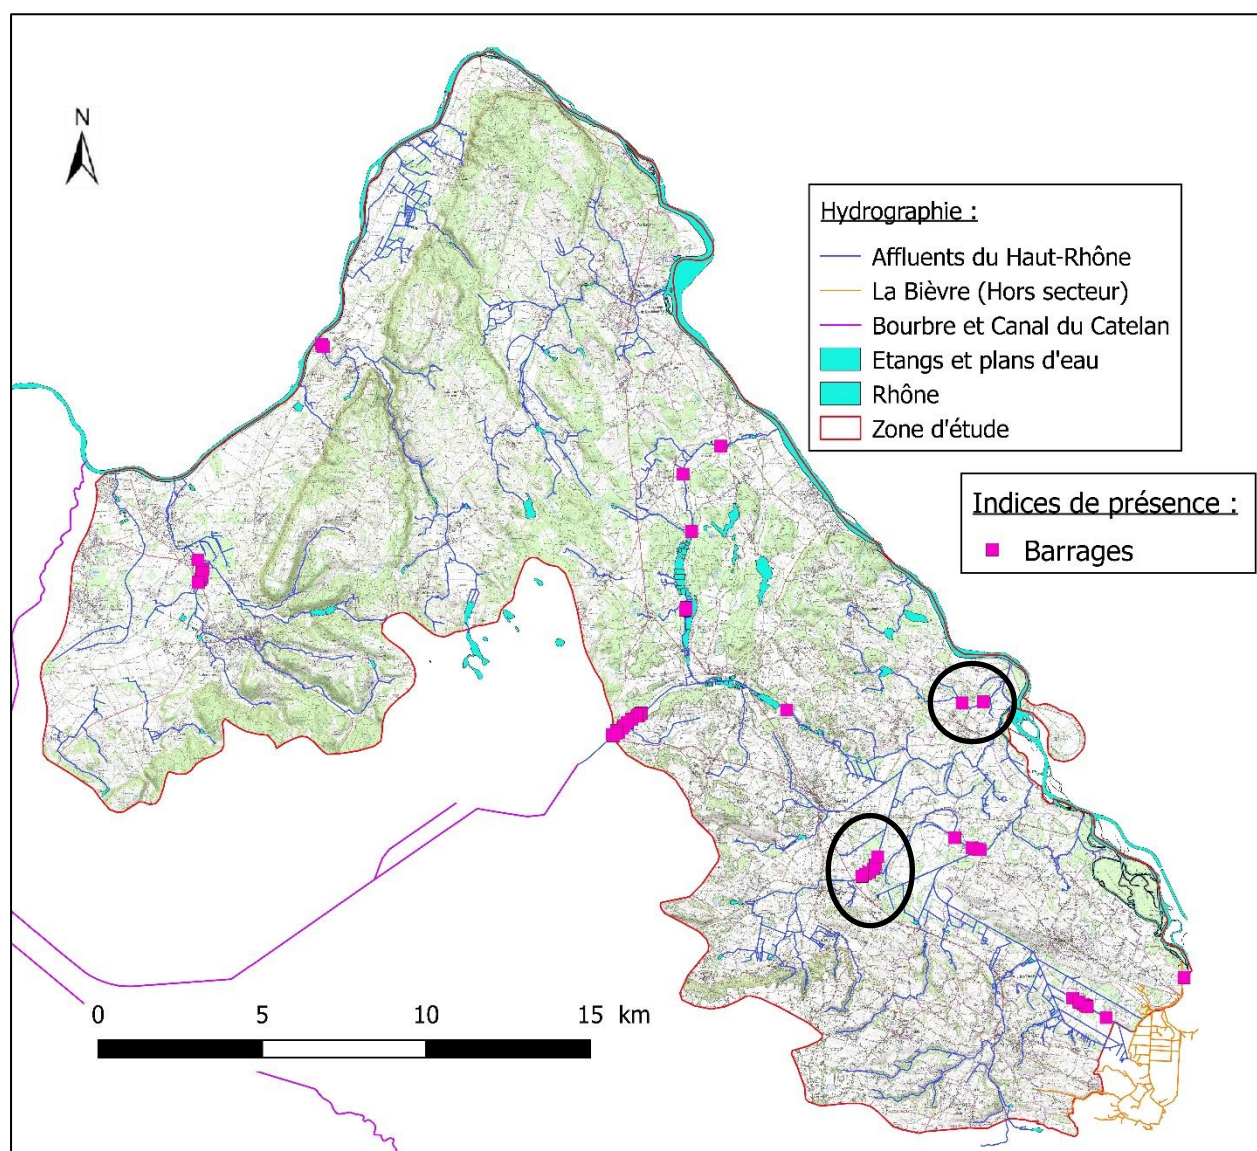 N
Hydrographie :
Affluents du Haut-Rhône
La Bièvre (Hors secteur)
Bourbre et Canal du Catelan
Etangs et plans d'eau
Rhône
Zone d'étude
Indices de présence :
Barrages
0 5 10 15 km